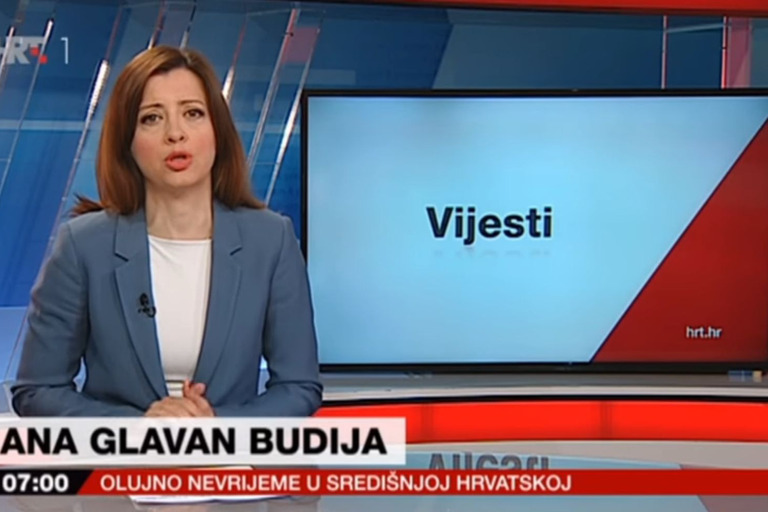 HRT 1
Vijesti
hrt.hr
ANA GLAVAN BUDIJA
07:00 OLUJNO NEVRIJEME U SREDIŠNJOJ HRVATSKOJ